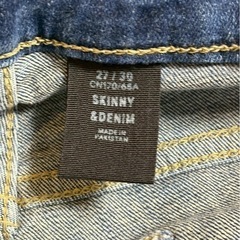 27/30
CN170/68A
SKINNY
&DENIM
MADE IN
PAKISTAN